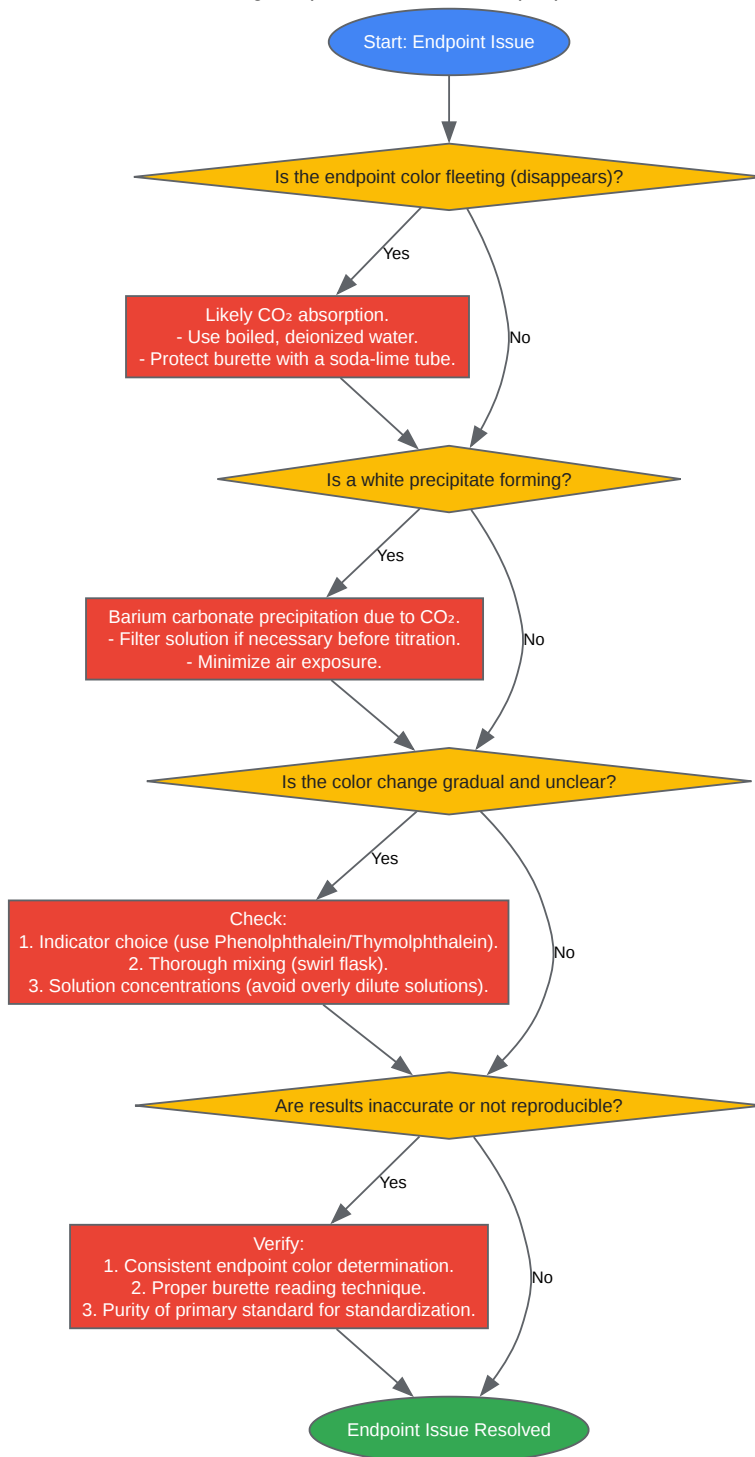 Start: Endpoint Issue
Is the endpoint color fleeting (disappears)?
Yes
Likely CO₂ absorption.
- Use boiled, deionized water.
- Protect burette with a soda-lime tube.
No
Is a white precipitate forming?
Yes
Barium carbonate precipitation due to CO₂.
- Filter solution if necessary before titration.
- Minimize air exposure.
No
Is the color change gradual and unclear?
Yes
Check:
1. Indicator choice (use Phenolphthalein/Thymolphthalein).
2. Thorough mixing (swirl flask).
3. Solution concentrations (avoid overly dilute solutions).
No
Are results inaccurate or not reproducible?
Yes
Verify:
1. Consistent endpoint color determination.
2. Proper burette reading technique.
3. Purity of primary standard for standardization.
No
Endpoint Issue Resolved